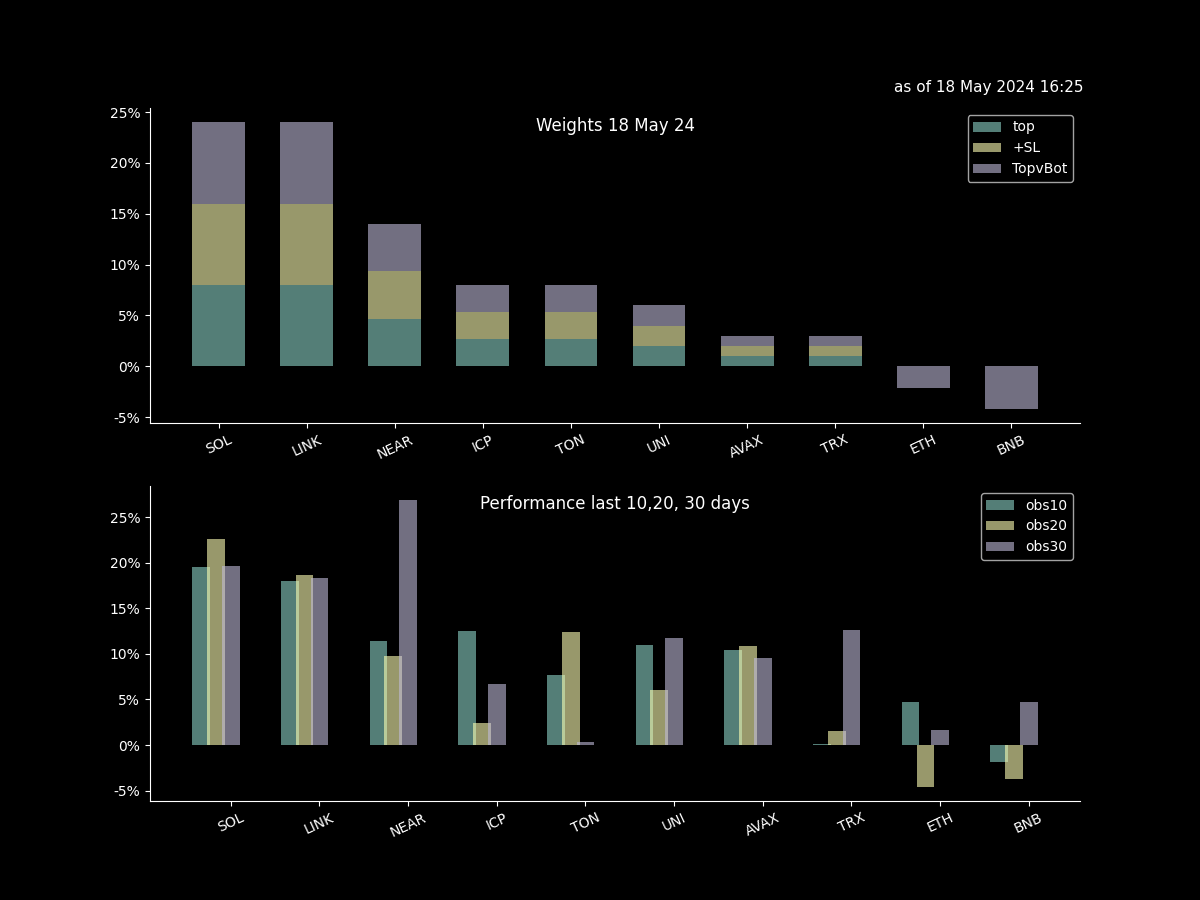 as of 18 May 2024 16:25
Weights 18 May 24
top
+SL
TopvBot
25%
20%
15%
10%
5%
0%
-5%
SOL LINK NEAR ICP TON UNI AVAX TRX ETH BNB
Performance last 10,20, 30 days
obs10
obs20
obs30
25%
20%
15%
10%
5%
0%
-5%
SOL LINK NEAR ICP TON UNI AVAX TRX ETH BNB